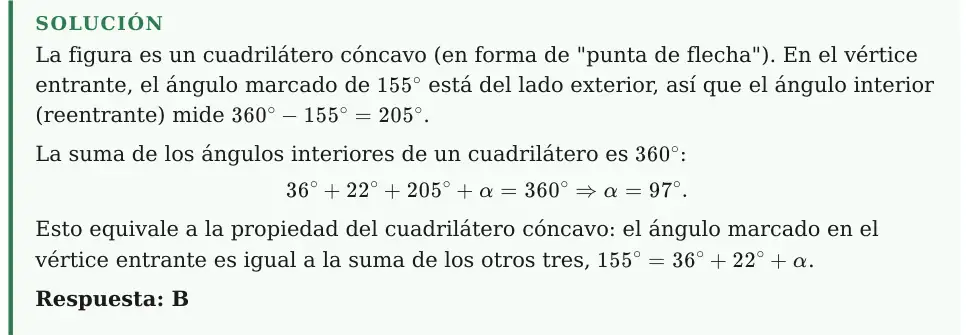 SOLUCIÓN
La figura es un cuadrilátero cóncavo (en forma de "punta de flecha"). En el vértice
entrante, el ángulo marcado de 155° está del lado exterior, así que el ángulo interior
(reentrante) mide 360° − 155° = 205°.
La suma de los ángulos interiores de un cuadrilátero es 360°:
36° + 22° + 205° + α = 360° ⇒ α = 97°.
Esto equivale a la propiedad del cuadrilátero cóncavo: el ángulo marcado en el
vértice entrante es igual a la suma de los otros tres, 155° = 36° + 22° + α.
Respuesta: B